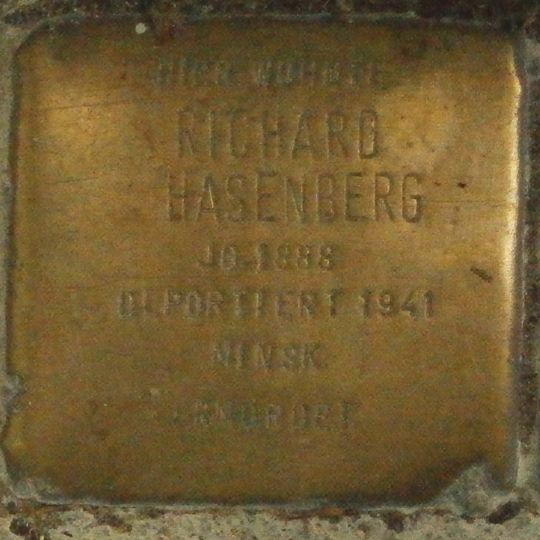 HIER WOHNTE
RICHARD
HASENBERG
JG. 1888
DEPORTIERT 1941
MINSK
ERMORDET